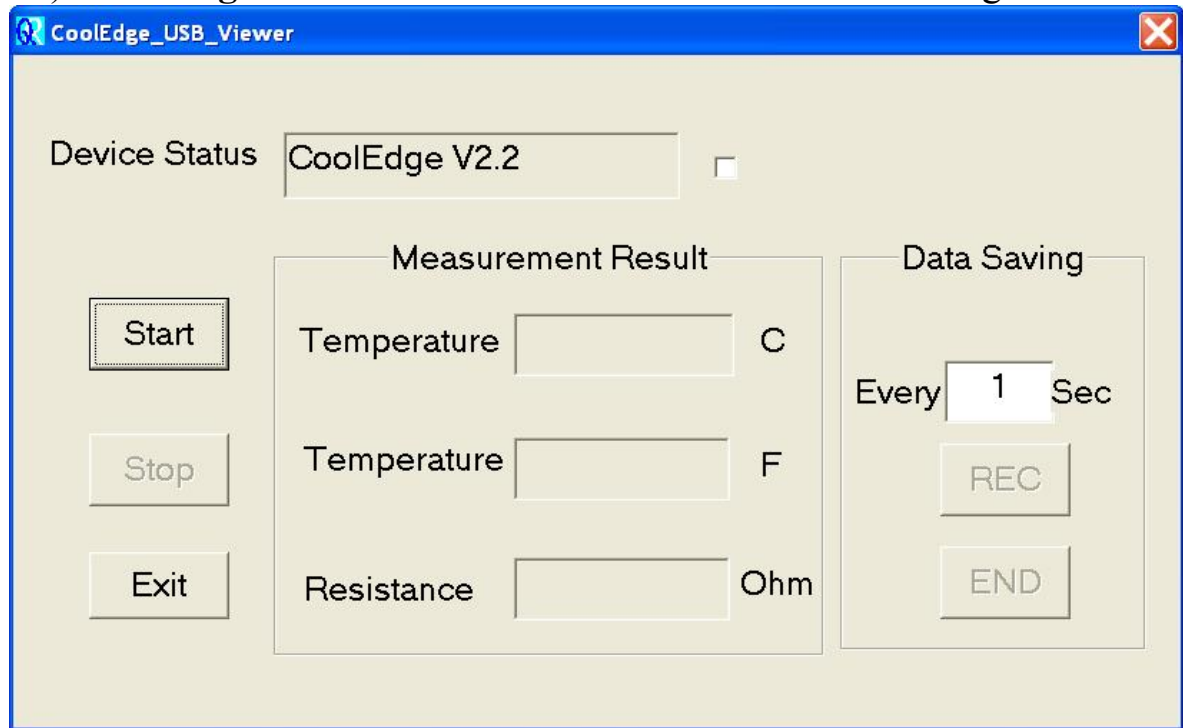 CoolEdge_USB_Viewer
Device Status CoolEdge V2.2
Measurement Result Data Saving
Start Temperature C
Every 1 Sec
Stop Temperature F REC
Exit Resistance Ohm END